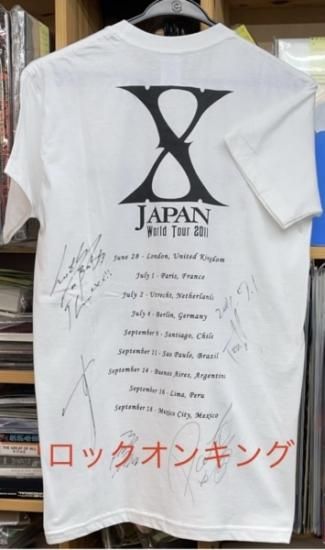 X
JAPAN
World Tour 2011
June 28 - London, United Kingdom
July 1 - Paris, France
July 2 - Utrecht, Netherlands
July 4 - Berlin, Germany
September 9 - Santiago, Chile
September 11 - Sao Paulo, Brazil
September 14 - Buenos Aires, Argentina
September 16 - Lima, Peru
September 18 - Mexico City, Mexico
ロックオンキング